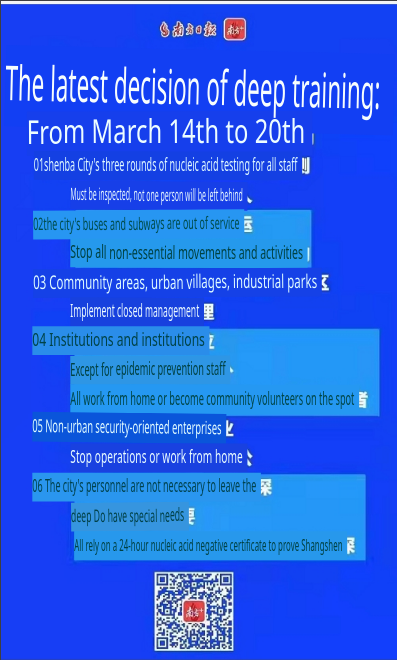 南方日报 南方+
The latest decision of deep training:
From March 14th to 20th
01shenba City's three rounds of nucleic acid testing for all staff
Must be inspected, not one person will be left behind
02the city's buses and subways are out of service
Stop all non-essential movements and activities
03 Community areas, urban villages, industrial parks
Implement closed management
04 Institutions and institutions
Except for epidemic prevention staff
All work from home or become community volunteers on the spot
05 Non-urban security-oriented enterprises
Stop operations or work from home
06 The city's personnel are not necessary to leave the
deep Do have special needs
All rely on a 24-hour nucleic acid negative certificate to prove Shangshen
南方+